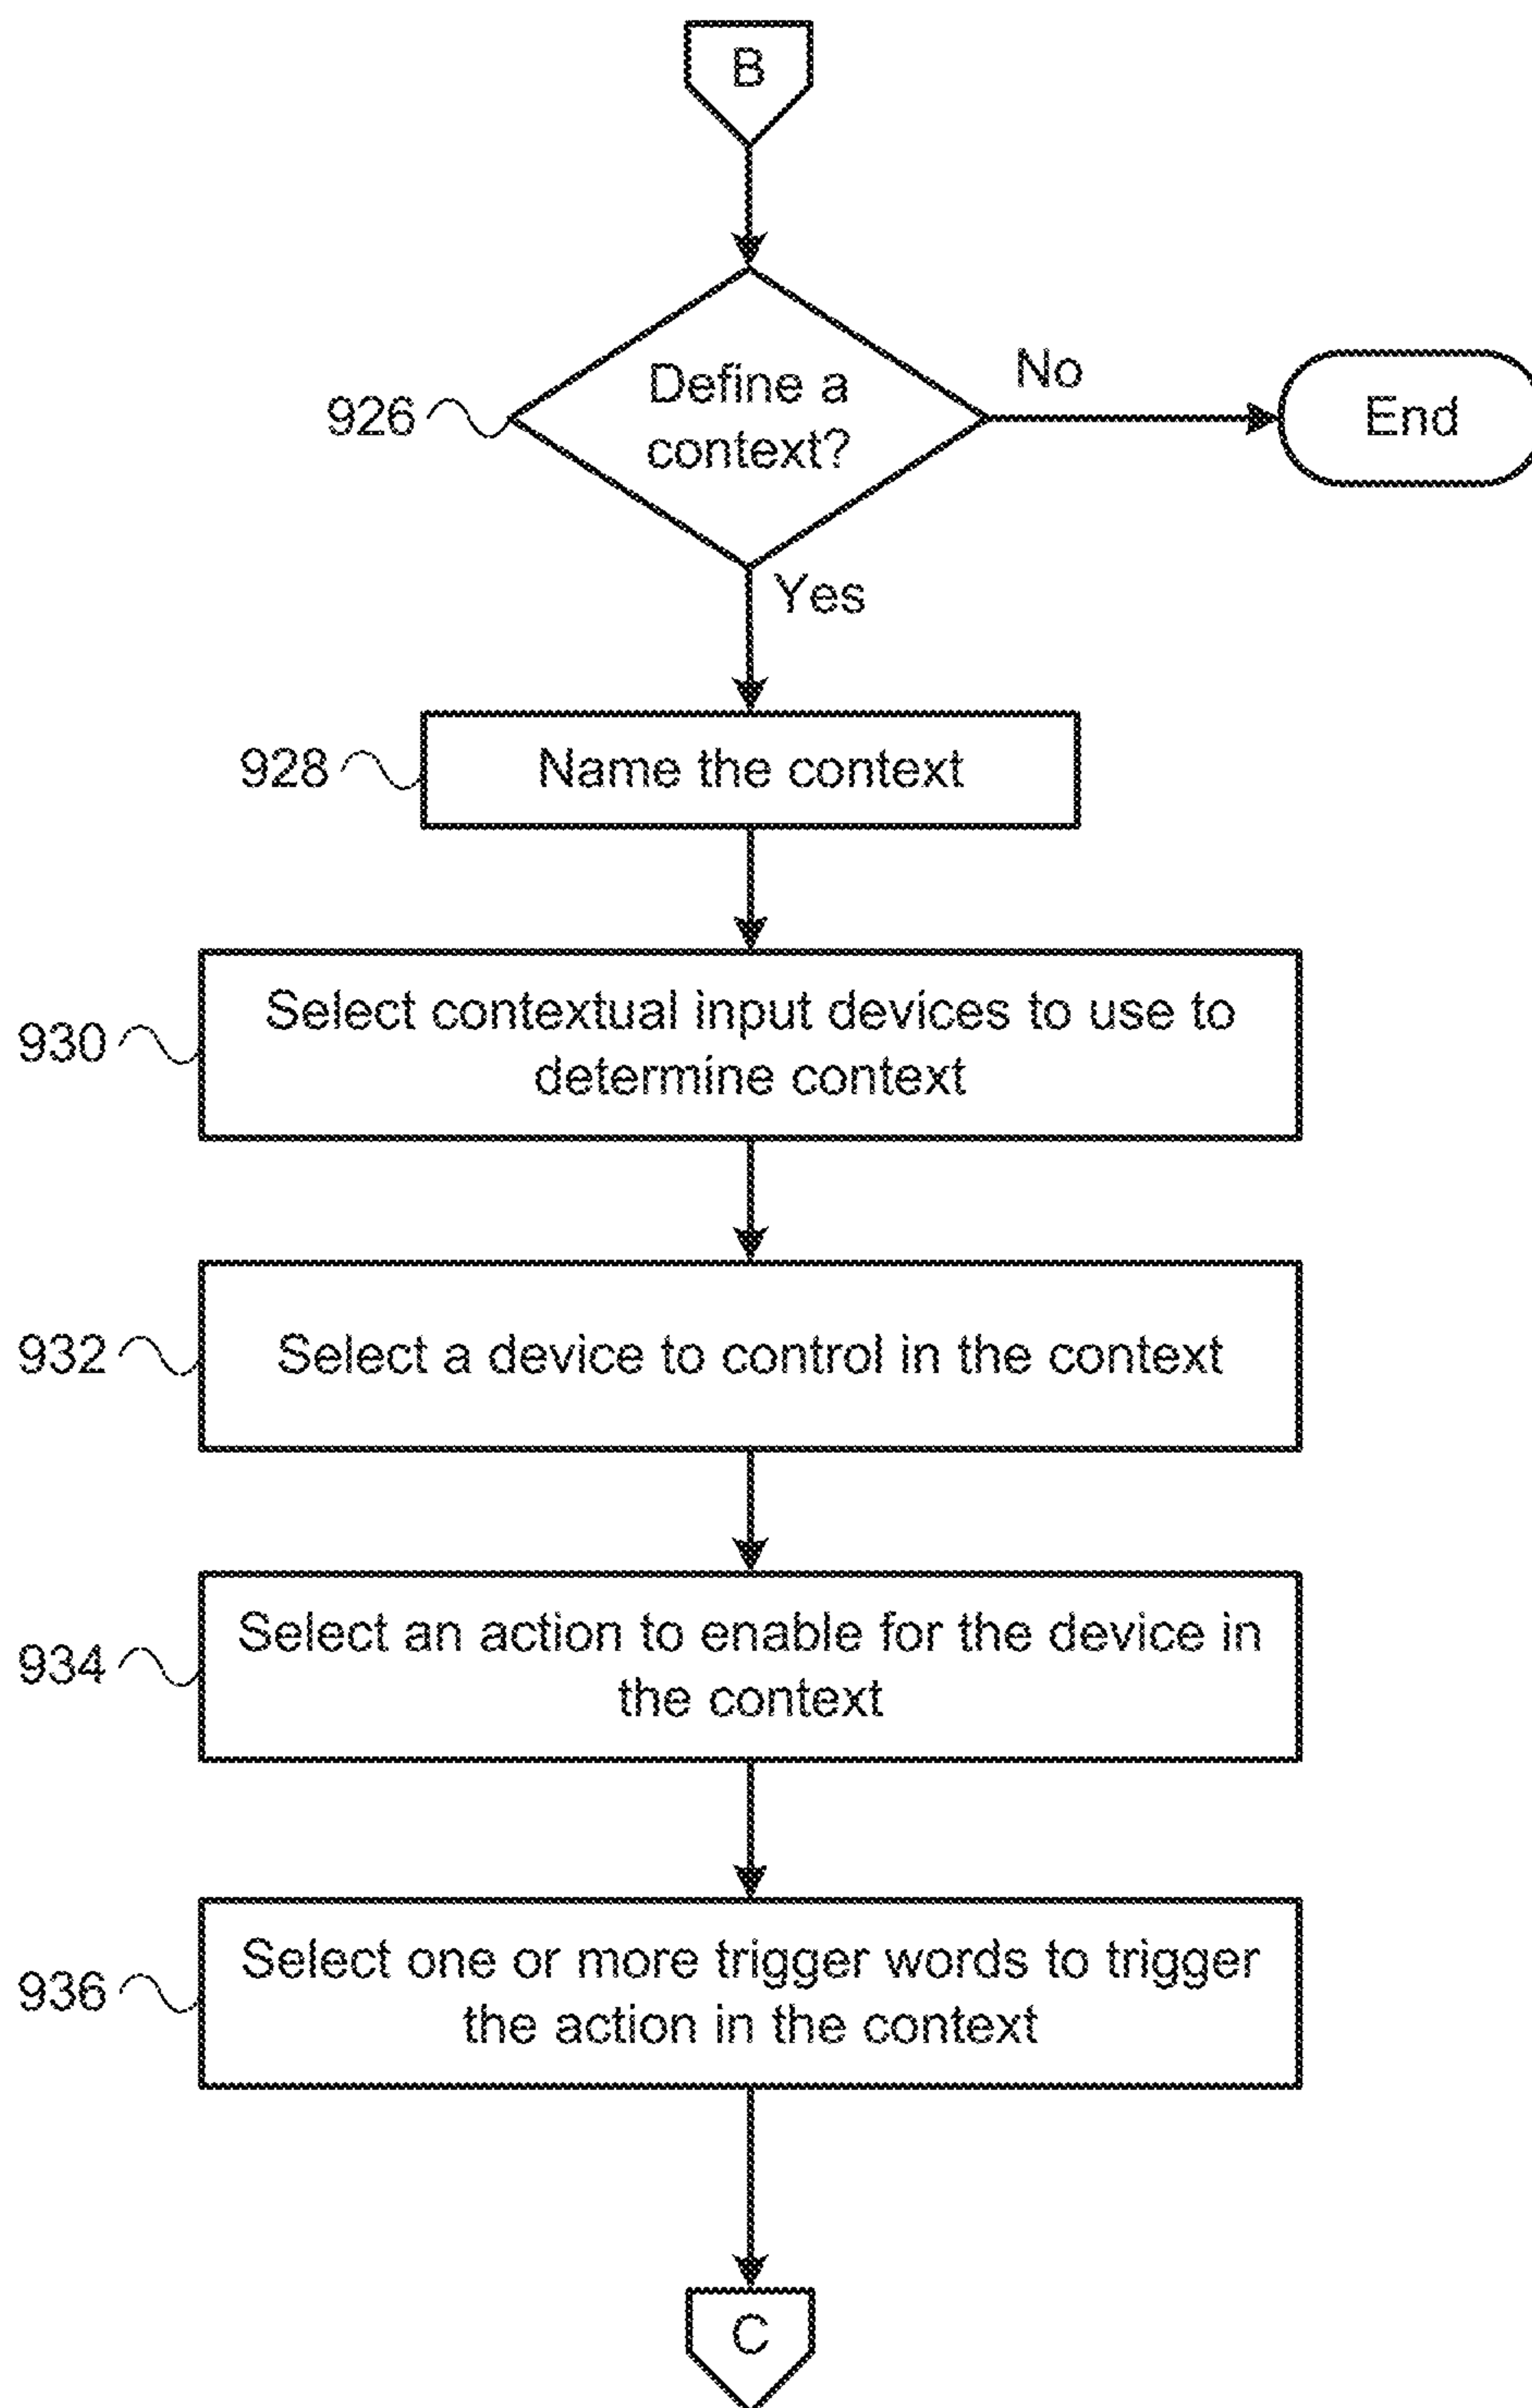 B
Define a
context?
926
No
End
Yes
928
Name the context
930
Select contextual input devices to use to
determine context
932
Select a device to control in the context
934
Select an action to enable for the device in
the context
936
Select one or more trigger words to trigger
the action in the context
C